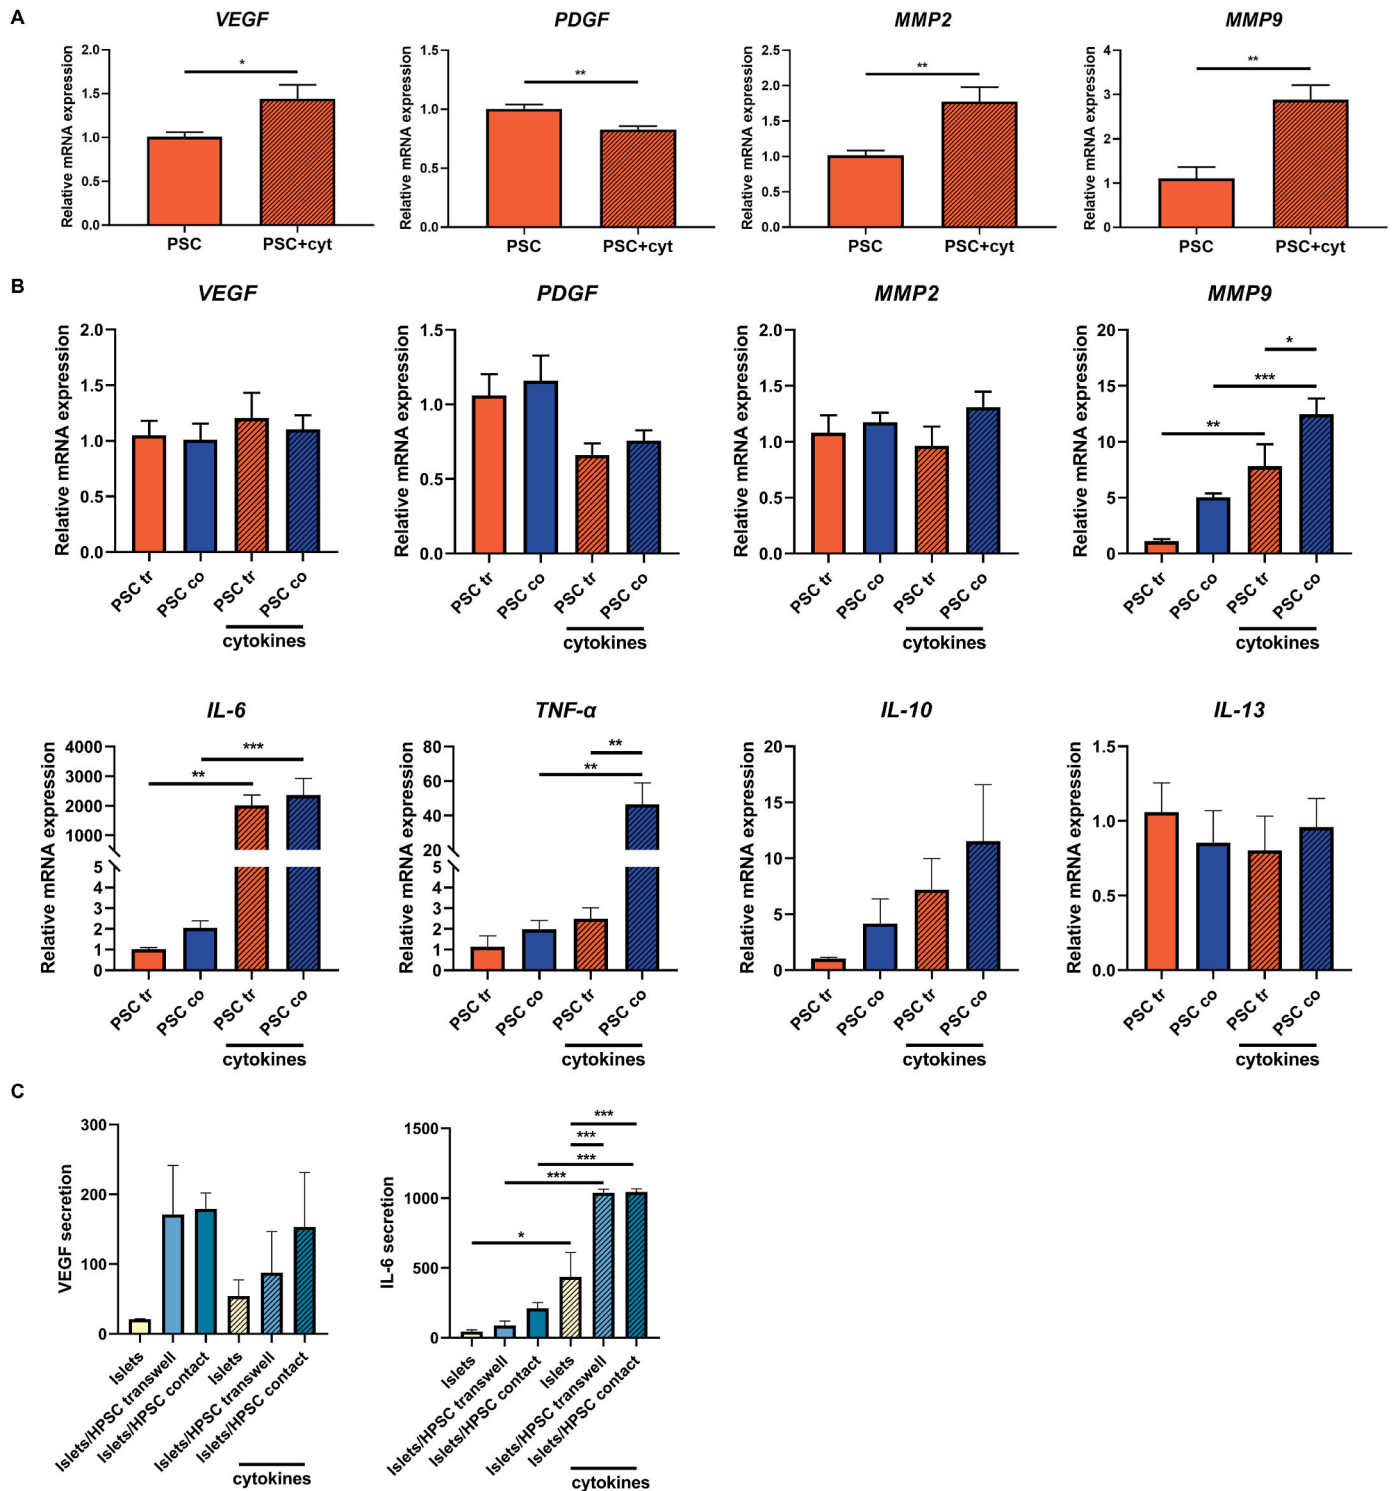 A
VEGF
PDGF
MMP2
MMP9
Relative mRNA expression
2.0
1.5
1.0
0.5
0.0
*
PSC
PSC+cyt
Relative mRNA expression
1.5
1.0
0.5
0.0
**
PSC
PSC+cyt
Relative mRNA expression
2.5
2.0
1.5
1.0
0.5
0.0
**
PSC
PSC+cyt
Relative mRNA expression
4
3
2
1
0
**
PSC
PSC+cyt
B
VEGF
PDGF
MMP2
MMP9
Relative mRNA expression
2.0
1.5
1.0
0.5
0.0
PSC tr
PSC co
PSC tr
PSC co
cytokines
Relative mRNA expression
1.5
1.0
0.5
0.0
PSC tr
PSC co
PSC tr
PSC co
cytokines
Relative mRNA expression
2.0
1.5
1.0
0.5
0.0
PSC tr
PSC co
PSC tr
PSC co
cytokines
Relative mRNA expression
20
15
10
5
0
*
***
**
PSC tr
PSC co
PSC tr
PSC co
cytokines
IL-6
TNF-α
IL-10
IL-13
Relative mRNA expression
4000
3000
2000
1000
5
4
3
2
1
0
***
**
PSC tr
PSC co
PSC tr
PSC co
cytokines
Relative mRNA expression
80
60
40
20
5
4
3
2
1
0
**
**
PSC tr
PSC co
PSC tr
PSC co
cytokines
Relative mRNA expression
20
15
10
5
0
PSC tr
PSC co
PSC tr
PSC co
cytokines
Relative mRNA expression
1.5
1.0
0.5
0.0
PSC tr
PSC co
PSC tr
PSC co
cytokines
C
VEGF secretion
300
200
100
0
Islets
Islets/HPSC transwell
Islets/HPSC contact
Islets
Islets/HPSC transwell
Islets/HPSC contact
cytokines
IL-6 secretion
1500
1000
500
0
***
***
***
***
*
Islets
Islets/HPSC transwell
Islets/HPSC contact
Islets
Islets/HPSC transwell
Islets/HPSC contact
cytokines